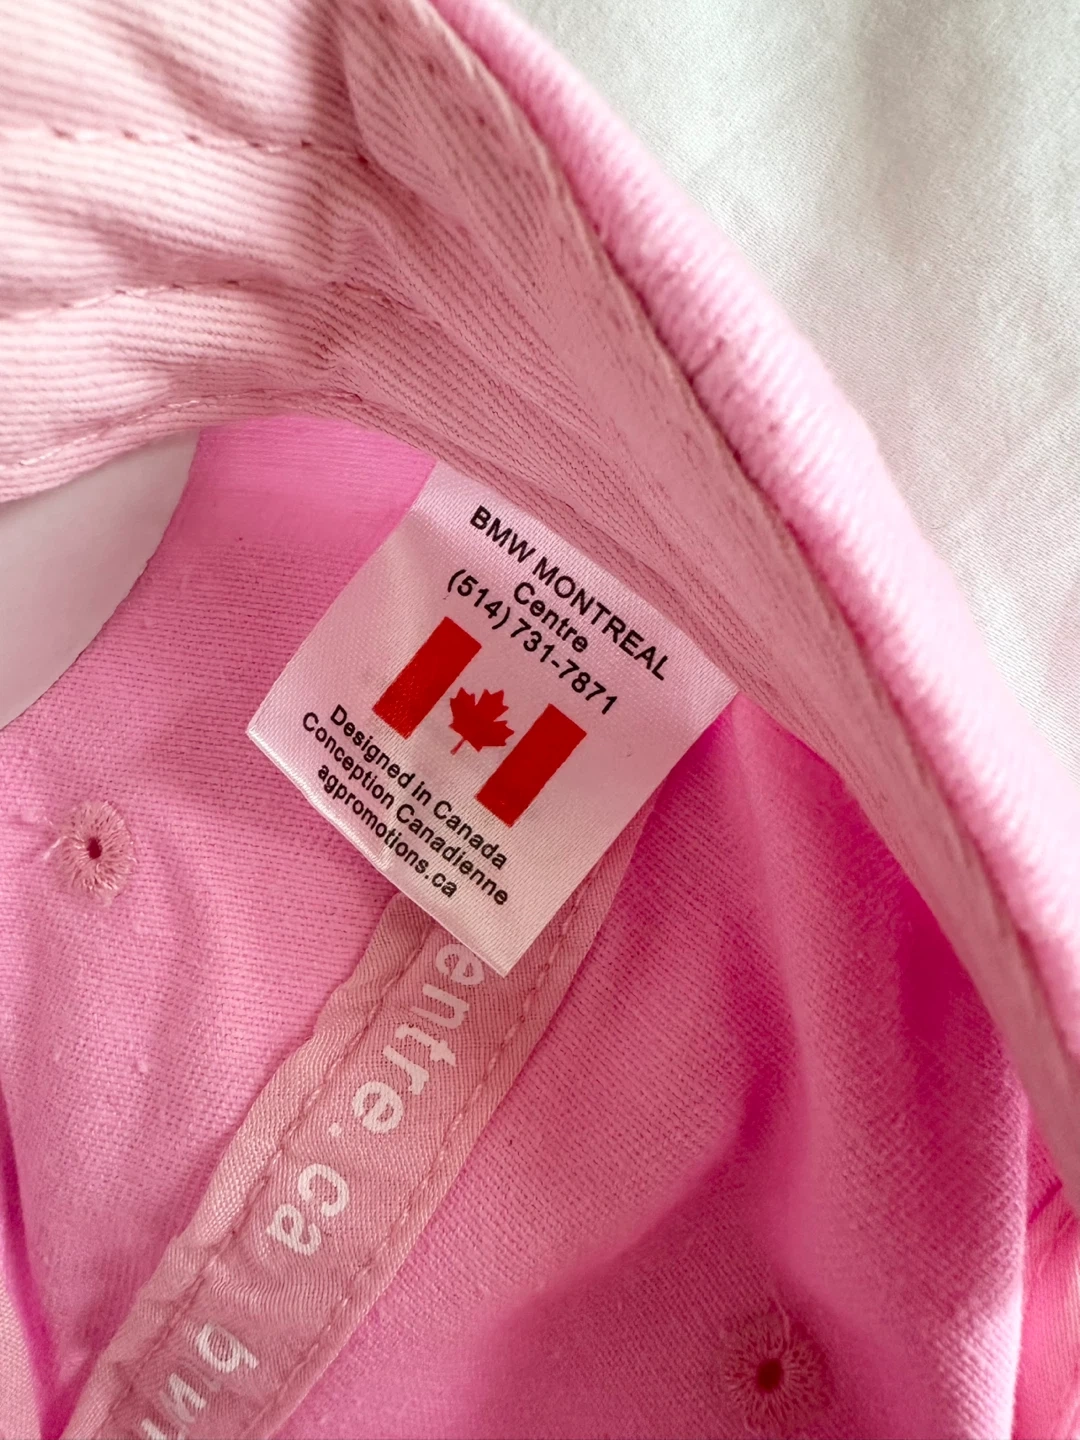 BMW MONTREAL
Centre
(514) 731-7871
Designed in Canada
Conception Canadienne
agpromotions.ca
entre.ca